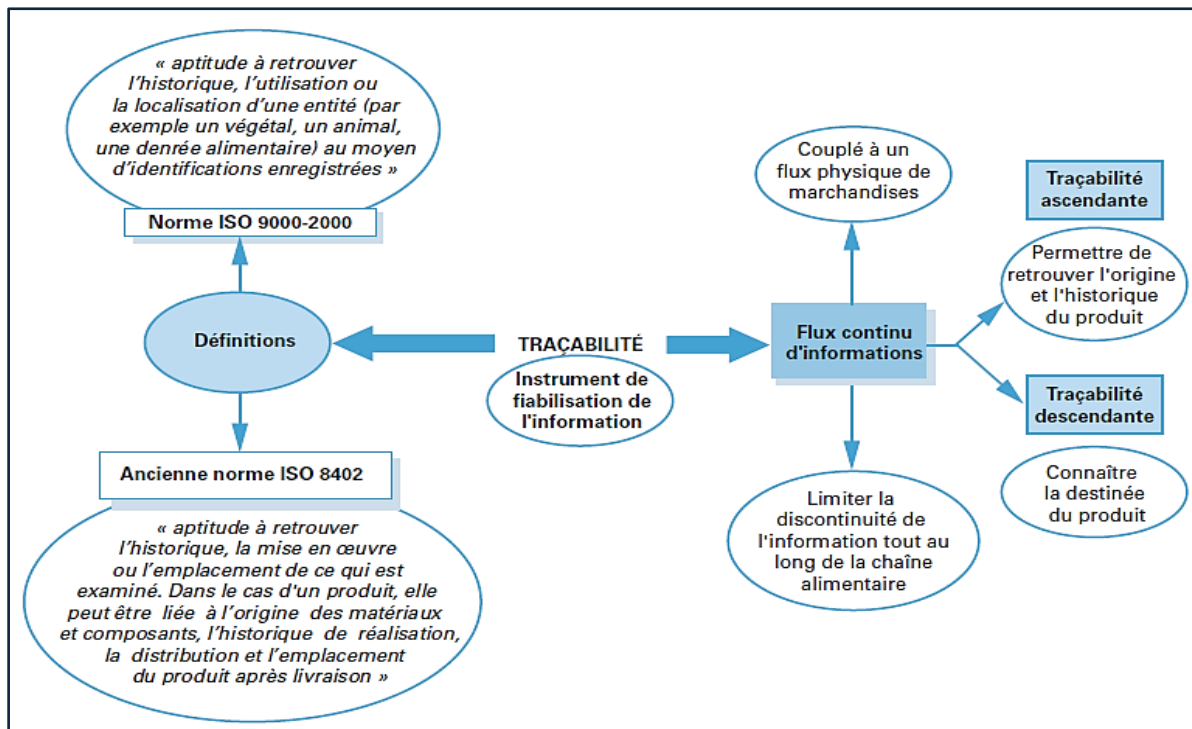 « aptitude à retrouver
l'historique, l'utilisation ou
la localisation d'une entité (par
exemple un végétal, un animal,
une denrée alimentaire) au moyen
d'identifications enregistrées »
Norme ISO 9000-2000
Définitions
Ancienne norme ISO 8402
« aptitude à retrouver
l'historique, la mise en œuvre
ou l'emplacement de ce qui est
examiné. Dans le cas d'un produit, elle
peut être liée à l'origine des matériaux
et composants, l'historique de réalisation,
la distribution et l'emplacement
du produit après livraison »
TRAÇABILITÉ
Instrument de
fiabilisation de
l'information
Couplé à un
flux physique de
marchandises
Flux continu
d'informations
Limiter la
discontinuité de
l'information tout au
long de la chaîne
alimentaire
Traçabilité
ascendante
Permettre de
retrouver l'origine
et l'historique
du produit
Traçabilité
descendante
Connaître
la destinée
du produit